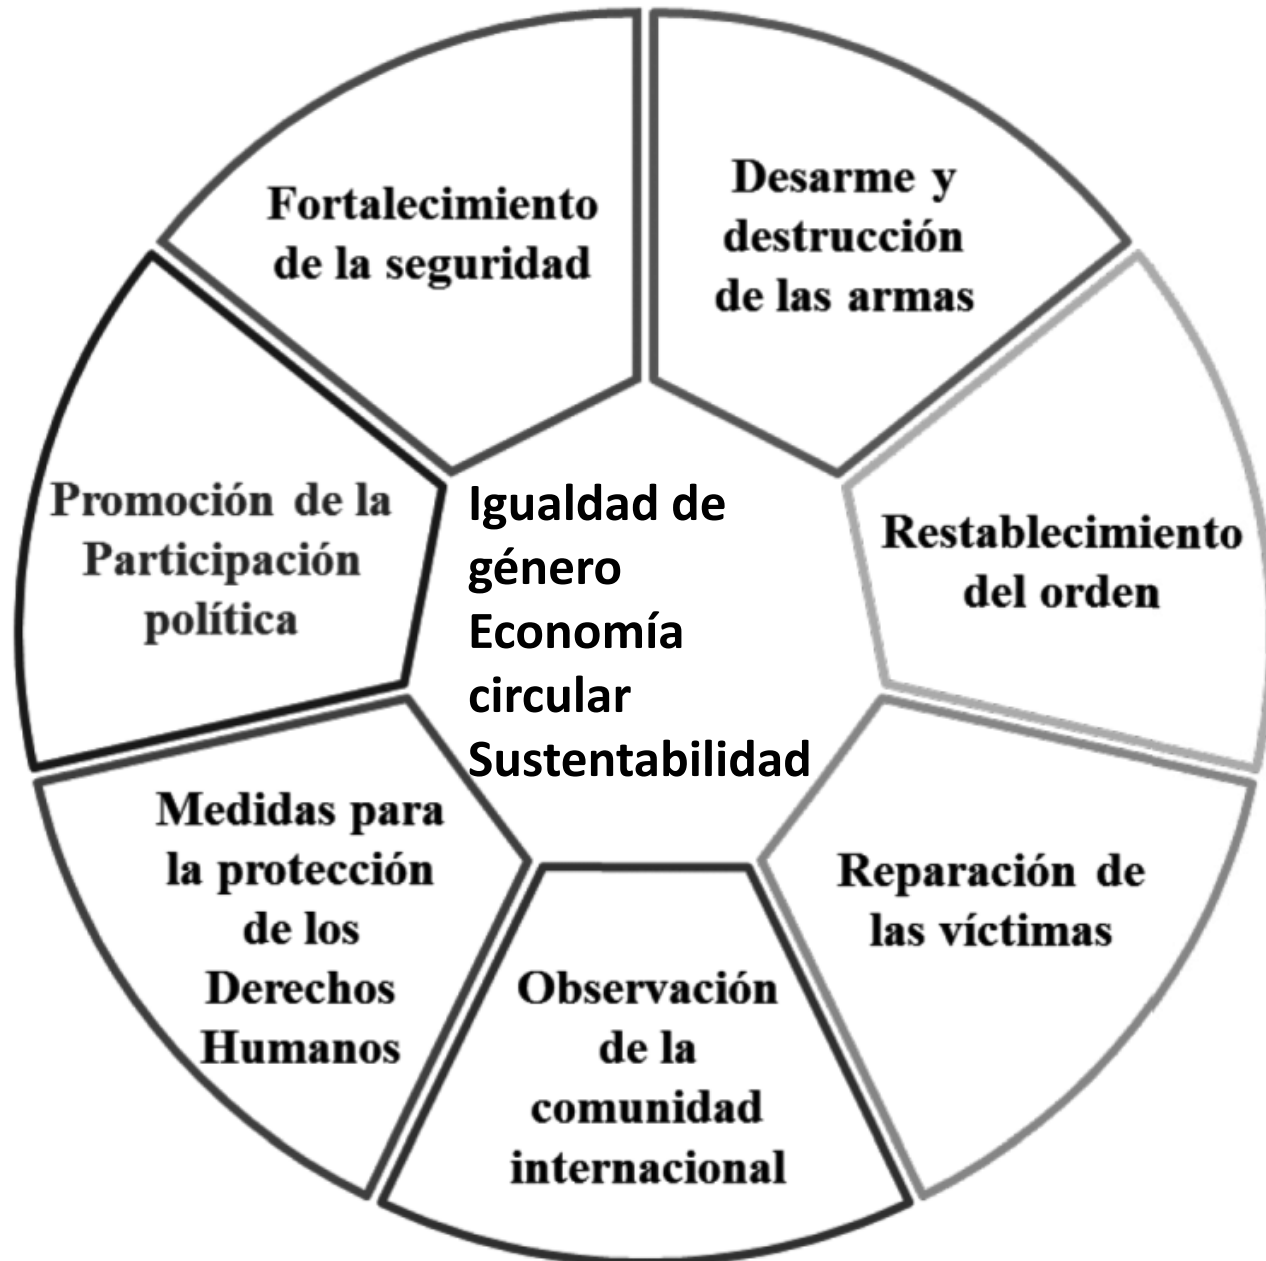 Fortalecimiento
de la seguridad
Desarme y
destrucción
de las armas
Restablecimiento
del orden
Reparación de
las víctimas
Observación
de la
comunidad
internacional
Medidas para
la protección
de los
Derechos
Humanos
Promoción de la
Participación
política
Igualdad de
género
Economía
circular
Sustentabilidad